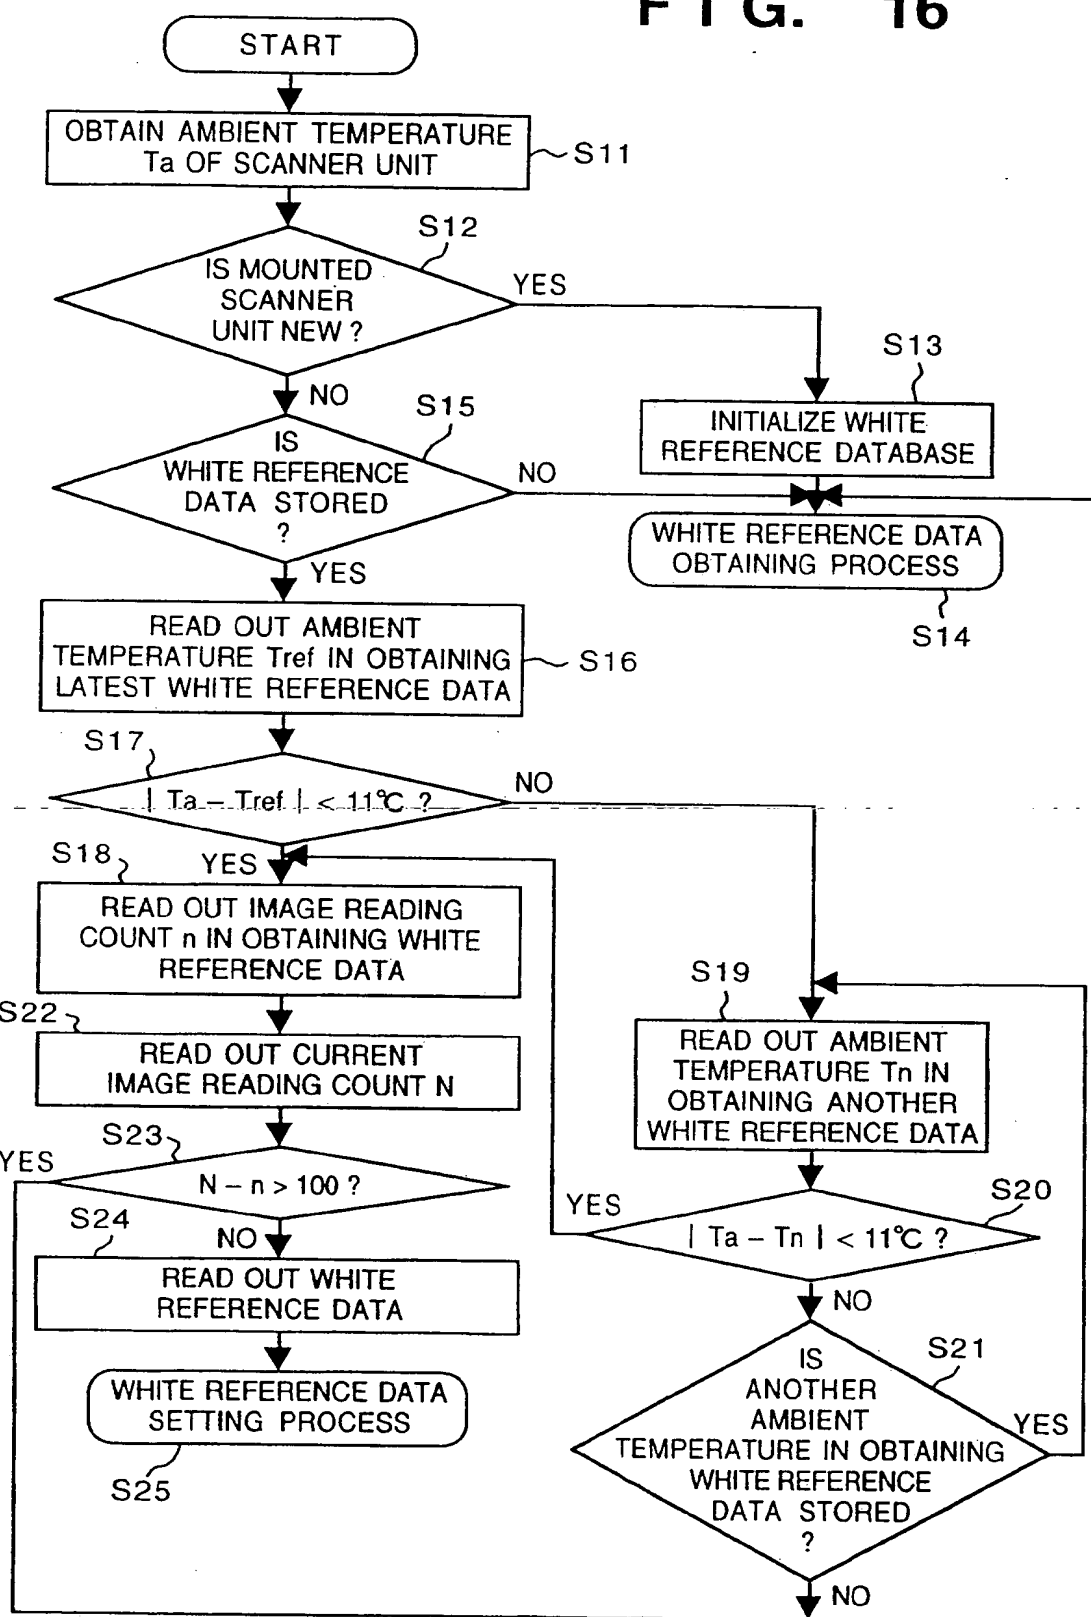 FIG. 16
START
OBTAIN AMBIENT TEMPERATURE
Ta OF SCANNER UNIT
S11
S12
IS MOUNTED
SCANNER
UNIT NEW ?
YES
NO
S13
INITIALIZE WHITE
REFERENCE DATABASE
S15
IS
WHITE REFERENCE
DATA STORED
?
NO
YES
WHITE REFERENCE DATA
OBTAINING PROCESS
S14
READ OUT AMBIENT
TEMPERATURE Tref IN OBTAINING
LATEST WHITE REFERENCE DATA
S16
S17
| Ta – Tref | < 11°C ?
NO
YES
S18
READ OUT IMAGE READING
COUNT n IN OBTAINING WHITE
REFERENCE DATA
S22
READ OUT CURRENT
IMAGE READING COUNT N
S23
YES
N – n > 100 ?
NO
S24
READ OUT WHITE
REFERENCE DATA
WHITE REFERENCE DATA
SETTING PROCESS
S25
S19
READ OUT AMBIENT
TEMPERATURE Tn IN
OBTAINING ANOTHER
WHITE REFERENCE DATA
S20
YES
| Ta – Tn | < 11°C ?
NO
S21
IS
ANOTHER
AMBIENT
TEMPERATURE IN OBTAINING
WHITE REFERENCE
DATA STORED
?
YES
NO